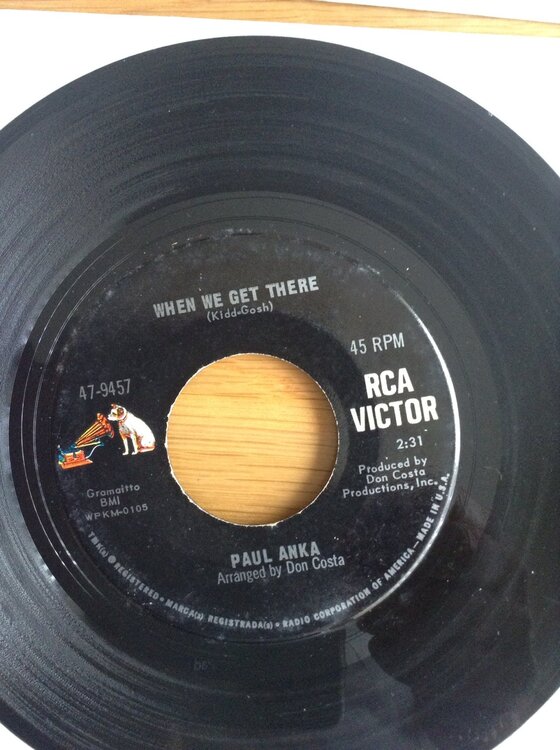 WHEN WE GET THERE
(Kidd-Gosh)
45 RPM
47-9457
RCA
VICTOR
2:31
Produced by
Don Costa
Productions, Inc.
Gramaitto
BMI
WPKM-0105
PAUL ANKA
Arranged by Don Costa
TMK(s) ® REGISTERED • MARCA(s) REGISTRADA(s) • RADIO CORPORATION OF AMERICA — MADE IN U.S.A.